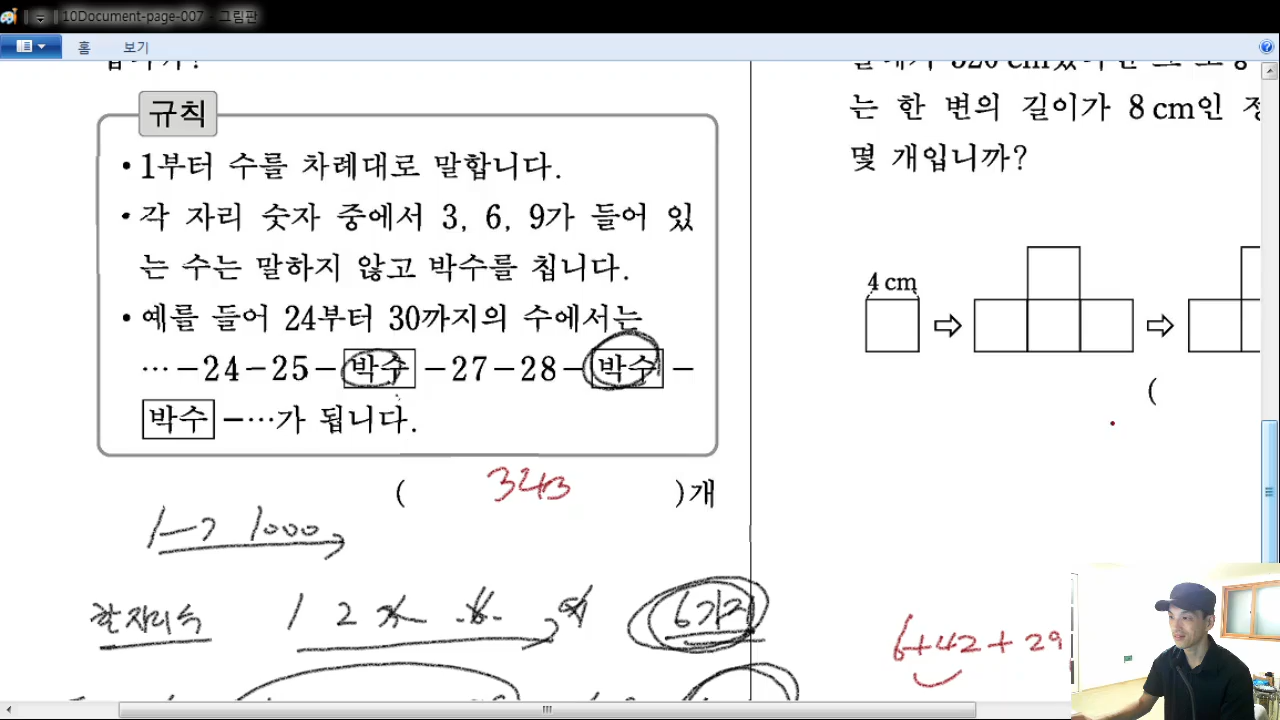 10Document-page-007 - 그림판
홈 보기
규칙
• 1부터 수를 차례대로 말합니다.
• 각 자리 숫자 중에서 3, 6, 9가 들어 있
는 수는 말하지 않고 박수를 칩니다.
• 예를 들어 24부터 30까지의 수에서는
…-24-25-박수-27-28-박수-
박수-…가 됩니다.
( 343 )개
1→1000
한자리수 1 2 3 6 9 6가지
는 한 변의 길이가 8 cm인 정
몇 개입니까?
4 cm
(
6+42+29